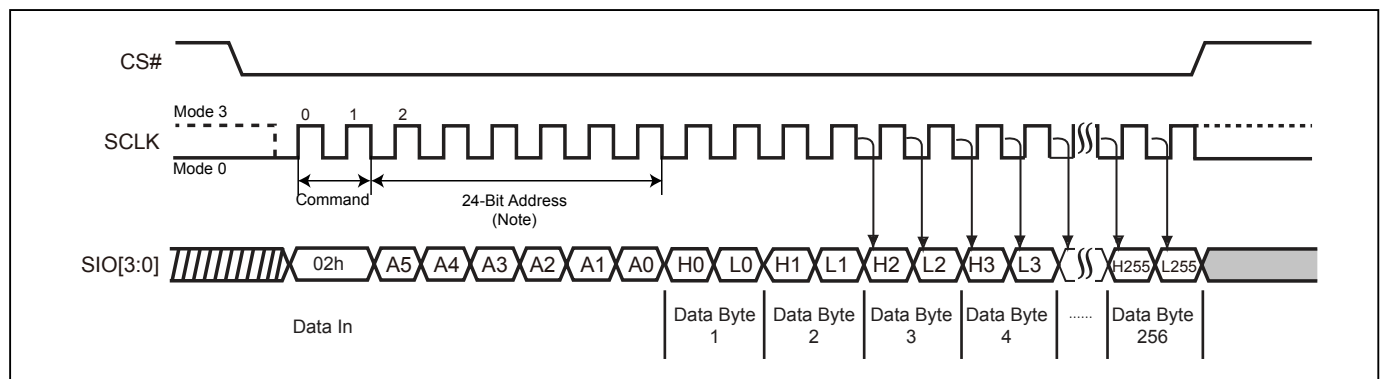 CS#
Mode 3
0 1 2
SCLK
Mode 0
Command
24-Bit Address
(Note)
SIO[3:0]
02h A5 A4 A3 A2 A1 A0 H0 L0 H1 L1 H2 L2 H3 L3 H255 L255
Data In
Data Byte 1
Data Byte 2
Data Byte 3
Data Byte 4
......
Data Byte 256